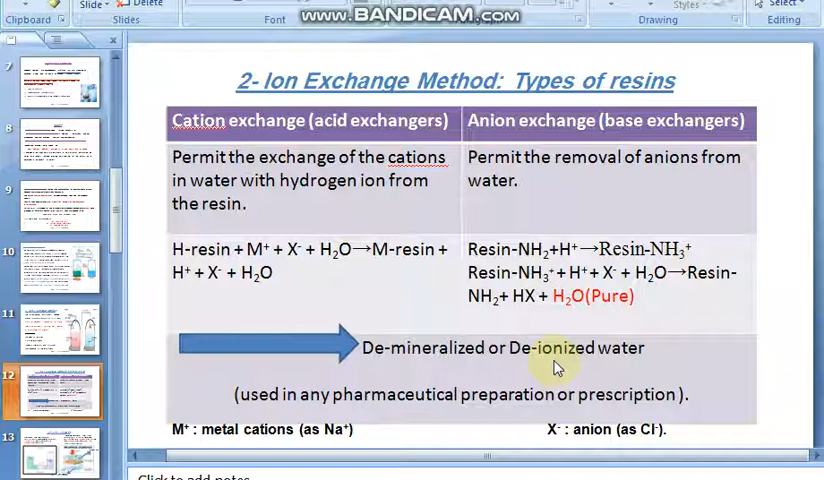 Slide
Delete
Styles
Select
Slides
Font
Drawing
Editing
www.BANDICAM.com
7
8
9
10
11
12
13
2- Ion Exchange Method: Types of resins
Cation exchange (acid exchangers)
Anion exchange (base exchangers)
Permit the exchange of the cations
in water with hydrogen ion from
the resin.
Permit the removal of anions from
water.
H-resin + M⁺ + X⁻ + H₂O→M-resin +
H⁺ + X⁻ + H₂O
Resin-NH₂+H⁺→Resin-NH₃⁺
Resin-NH₃⁺+ H⁺+ X⁻ + H₂O→Resin-
NH₂+ HX + H₂O(Pure)
De-mineralized or De-ionized water
(used in any pharmaceutical preparation or prescription ).
M⁺ : metal cations (as Na⁺)
X⁻ : anion (as Cl⁻).
Click to add notes